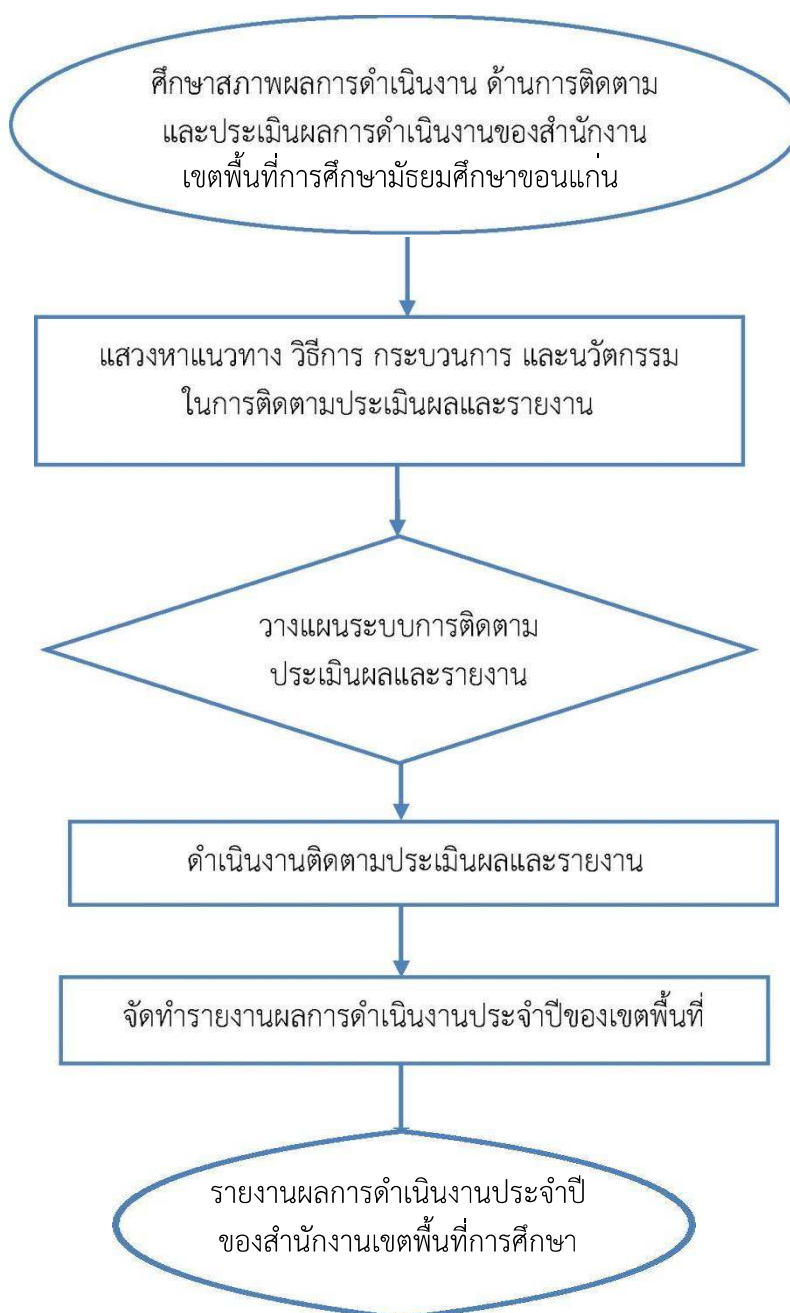 ศึกษาสภาพผลการดำเนินงาน ด้านการติดตาม
และประเมินผลการดำเนินงานของสำนักงาน
เขตพื้นที่การศึกษามัธยมศึกษาขอนแก่น
แสวงหาแนวทาง วิธีการ กระบวนการ และนวัตกรรม
ในการติดตามประเมินผลและรายงาน
วางแผนระบบการติดตาม
ประเมินผลและรายงาน
ดำเนินงานติดตามประเมินผลและรายงาน
จัดทำรายงานผลการดำเนินงานประจำปีของเขตพื้นที่
รายงานผลการดำเนินงานประจำปี
ของสำนักงานเขตพื้นที่การศึกษา